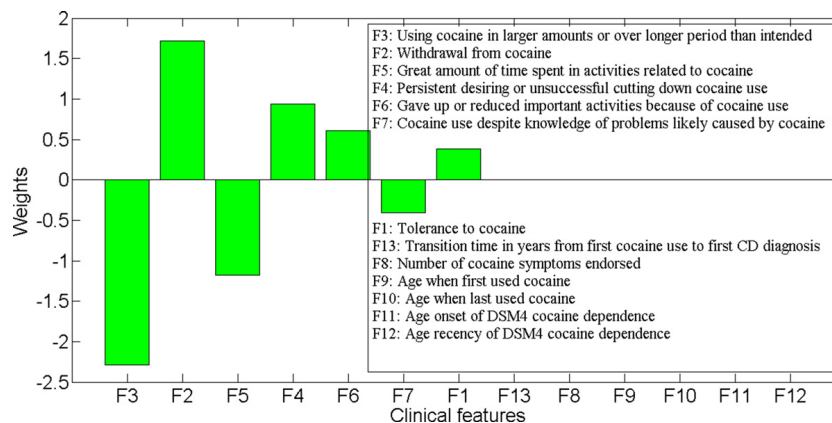 2
1.5
1
0.5
0
-0.5
-1
-1.5
-2
-2.5
Weights
F3: Using cocaine in larger amounts or over longer period than intended
F2: Withdrawal from cocaine
F5: Great amount of time spent in activities related to cocaine
F4: Persistent desiring or unsuccessful cutting down cocaine use
F6: Gave up or reduced important activities because of cocaine use
F7: Cocaine use despite knowledge of problems likely caused by cocaine
F1: Tolerance to cocaine
F13: Transition time in years from first cocaine use to first CD diagnosis
F8: Number of cocaine symptoms endorsed
F9: Age when first used cocaine
F10: Age when last used cocaine
F11: Age onset of DSM4 cocaine dependence
F12: Age recency of DSM4 cocaine dependence
F3 F2 F5 F4 F6 F7 F1 F13 F8 F9 F10 F11 F12
Clinical features